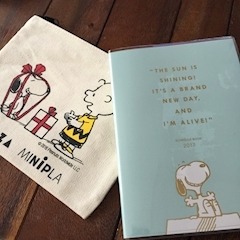 "THE SUN IS
SHINING!
IT'S A BRAND
NEW DAY,
AND
I'M ALIVE!"
MINiPLA